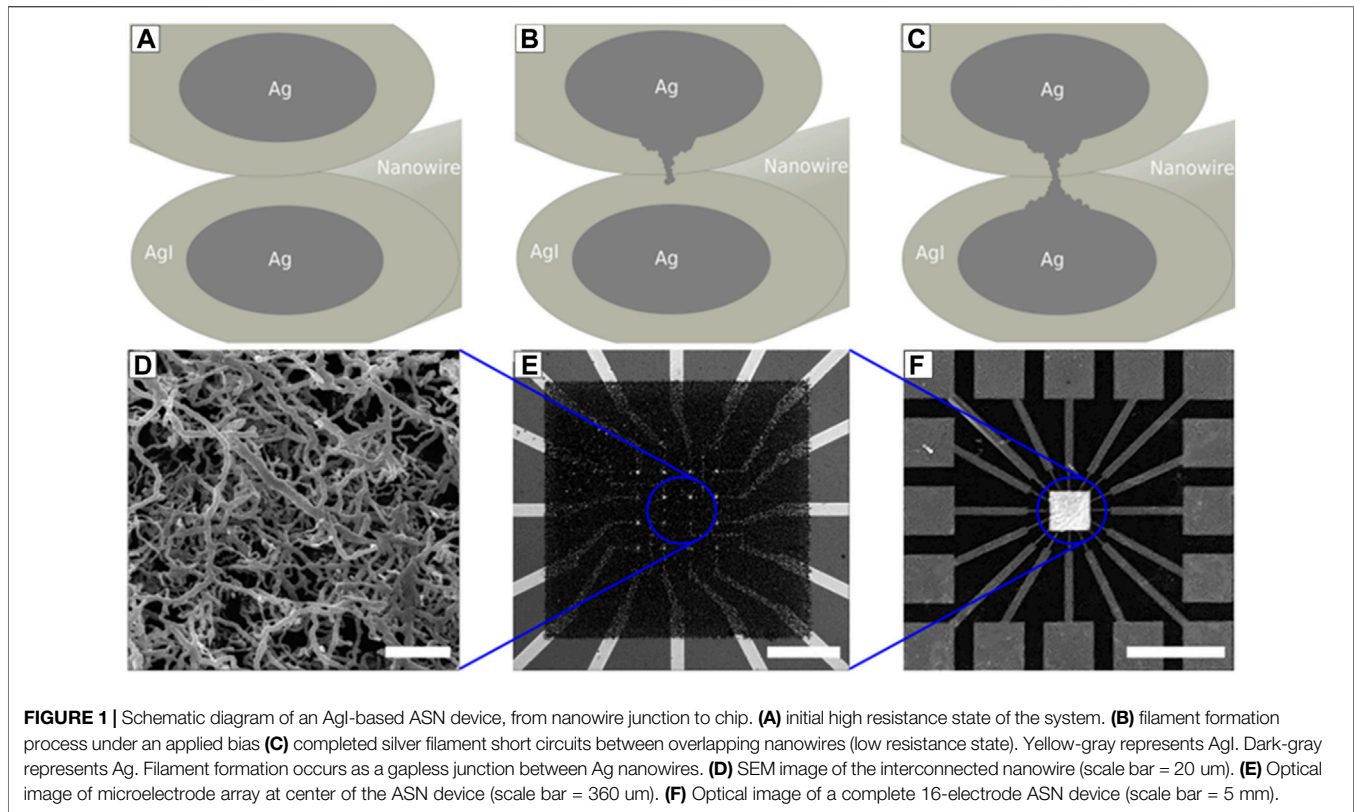 A
B
C
Ag
Ag
Ag
Nanowire
Nanowire
Nanowire
AgI
Ag
AgI
Ag
AgI
Ag
D
E
F
FIGURE 1 | Schematic diagram of an AgI-based ASN device, from nanowire junction to chip. (A) initial high resistance state of the system. (B) filament formation
process under an applied bias (C) completed silver filament short circuits between overlapping nanowires (low resistance state). Yellow-gray represents AgI. Dark-gray
represents Ag. Filament formation occurs as a gapless junction between Ag nanowires. (D) SEM image of the interconnected nanowire (scale bar = 20 um). (E) Optical
image of microelectrode array at center of the ASN device (scale bar = 360 um). (F) Optical image of a complete 16-electrode ASN device (scale bar = 5 mm).